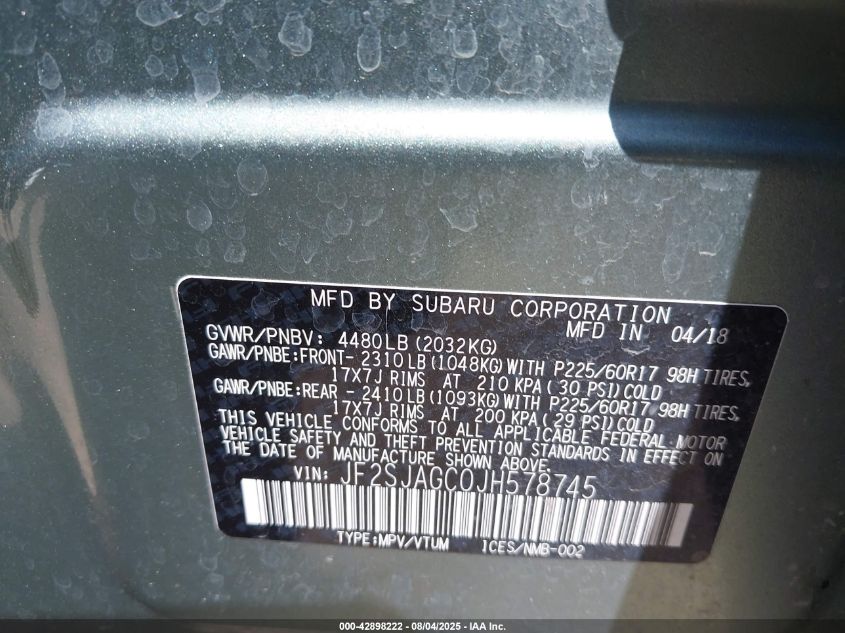 MFD BY SUBARU CORPORATION
MFD IN 04/18
GVWR/PNBV: 4480LB (2032KG)
GAWR/PNBE:FRONT- 2310LB (1048KG) WITH P225/60R17 98H TIRES,
17X7J RIMS AT 210 KPA (30 PSI) COLD
GAWR/PNBE:REAR - 2410LB (1093KG) WITH P225/60R17 98H TIRES,
17X7J RIMS AT 200 KPA (29 PSI) COLD
THIS VEHICLE CONFORMS TO ALL APPLICABLE FEDERAL MOTOR
VEHICLE SAFETY AND THEFT PREVENTION STANDARDS IN EFFECT ON
THE DATE OF MANUFACTURE SHOWN ABOVE.
VIN: JF2SJAGC0JH578745
TYPE:MPV/VTUM ICES/NMB-002
000-42898222 - 08/04/2025 - IAA Inc.